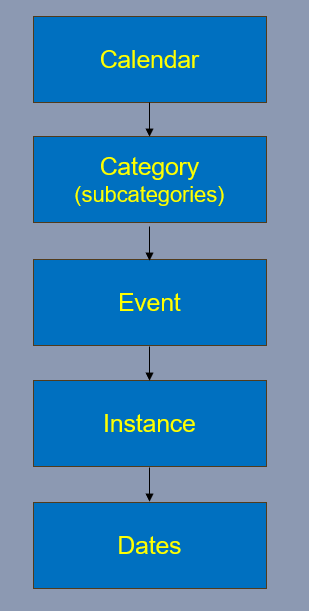 Calendar
Category
(subcategories)
Event
Instance
Dates